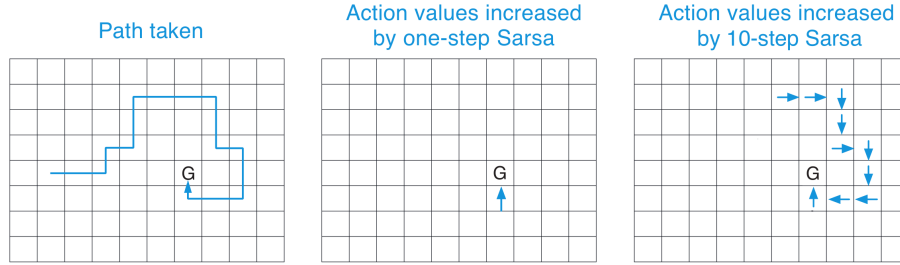 Path taken
Action values increased
by one-step Sarsa
Action values increased
by 10-step Sarsa
G
G
G